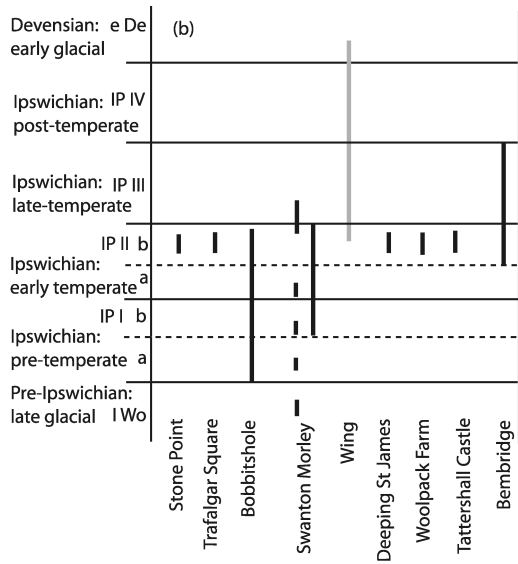 Devensian: e De
early glacial
(b)
Ipswichian: IP IV
post-temperate
Ipswichian: IP III
late-temperate
IP II b
Ipswichian:
early temperate a
IP I b
Ipswichian:
pre-temperate a
Pre-Ipswichian:
late glacial I Wo
Stone Point
Trafalgar Square
Bobbitshole
Swanton Morley
Wing
Deeping St James
Woolpack Farm
Tattershall Castle
Bembridge